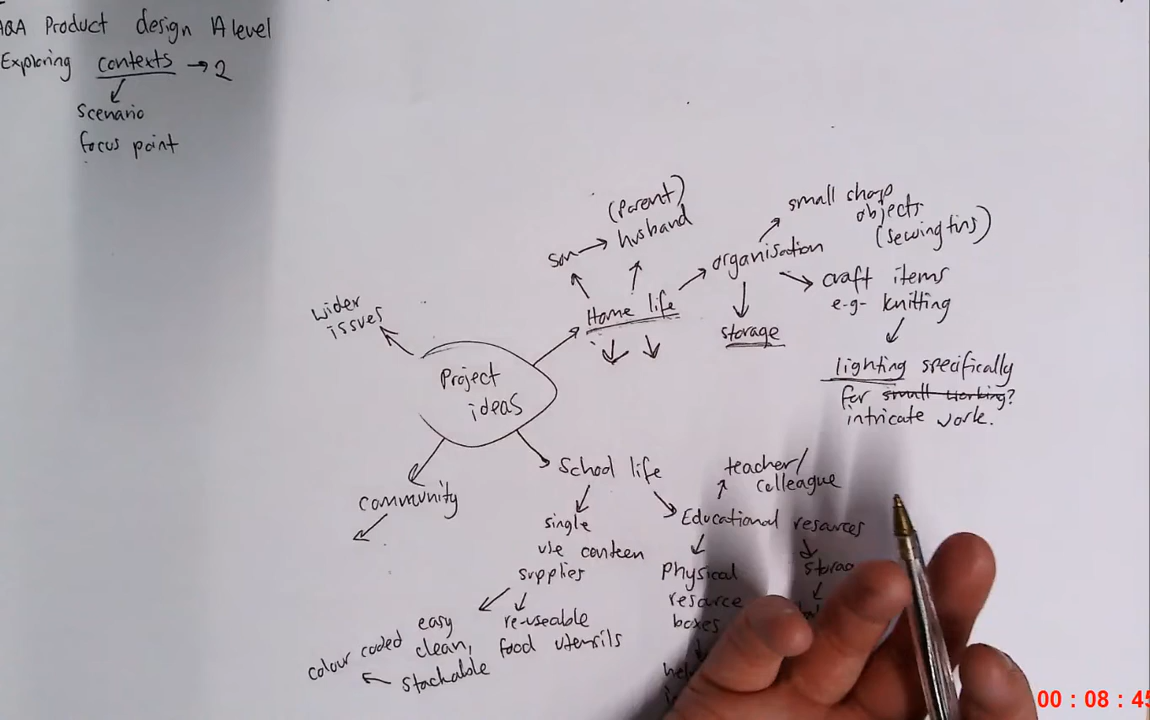 AQA Product design A level
Exploring contexts → 2
scenario
focus point
Project
ideas
wider
issues
Home life
son → husband
(parent)
organisation
small sharp
objects
(sewing tins)
storage
craft items
e-g- knitting
lighting specifically
for small working?
intricate work.
School life
single
use canteen
supplies
re-useable
food utensils
easy
clean,
stackable
colour coded
Educational resources
teacher/
colleague
Physical
resource
boxes
community
00 : 08 : 45